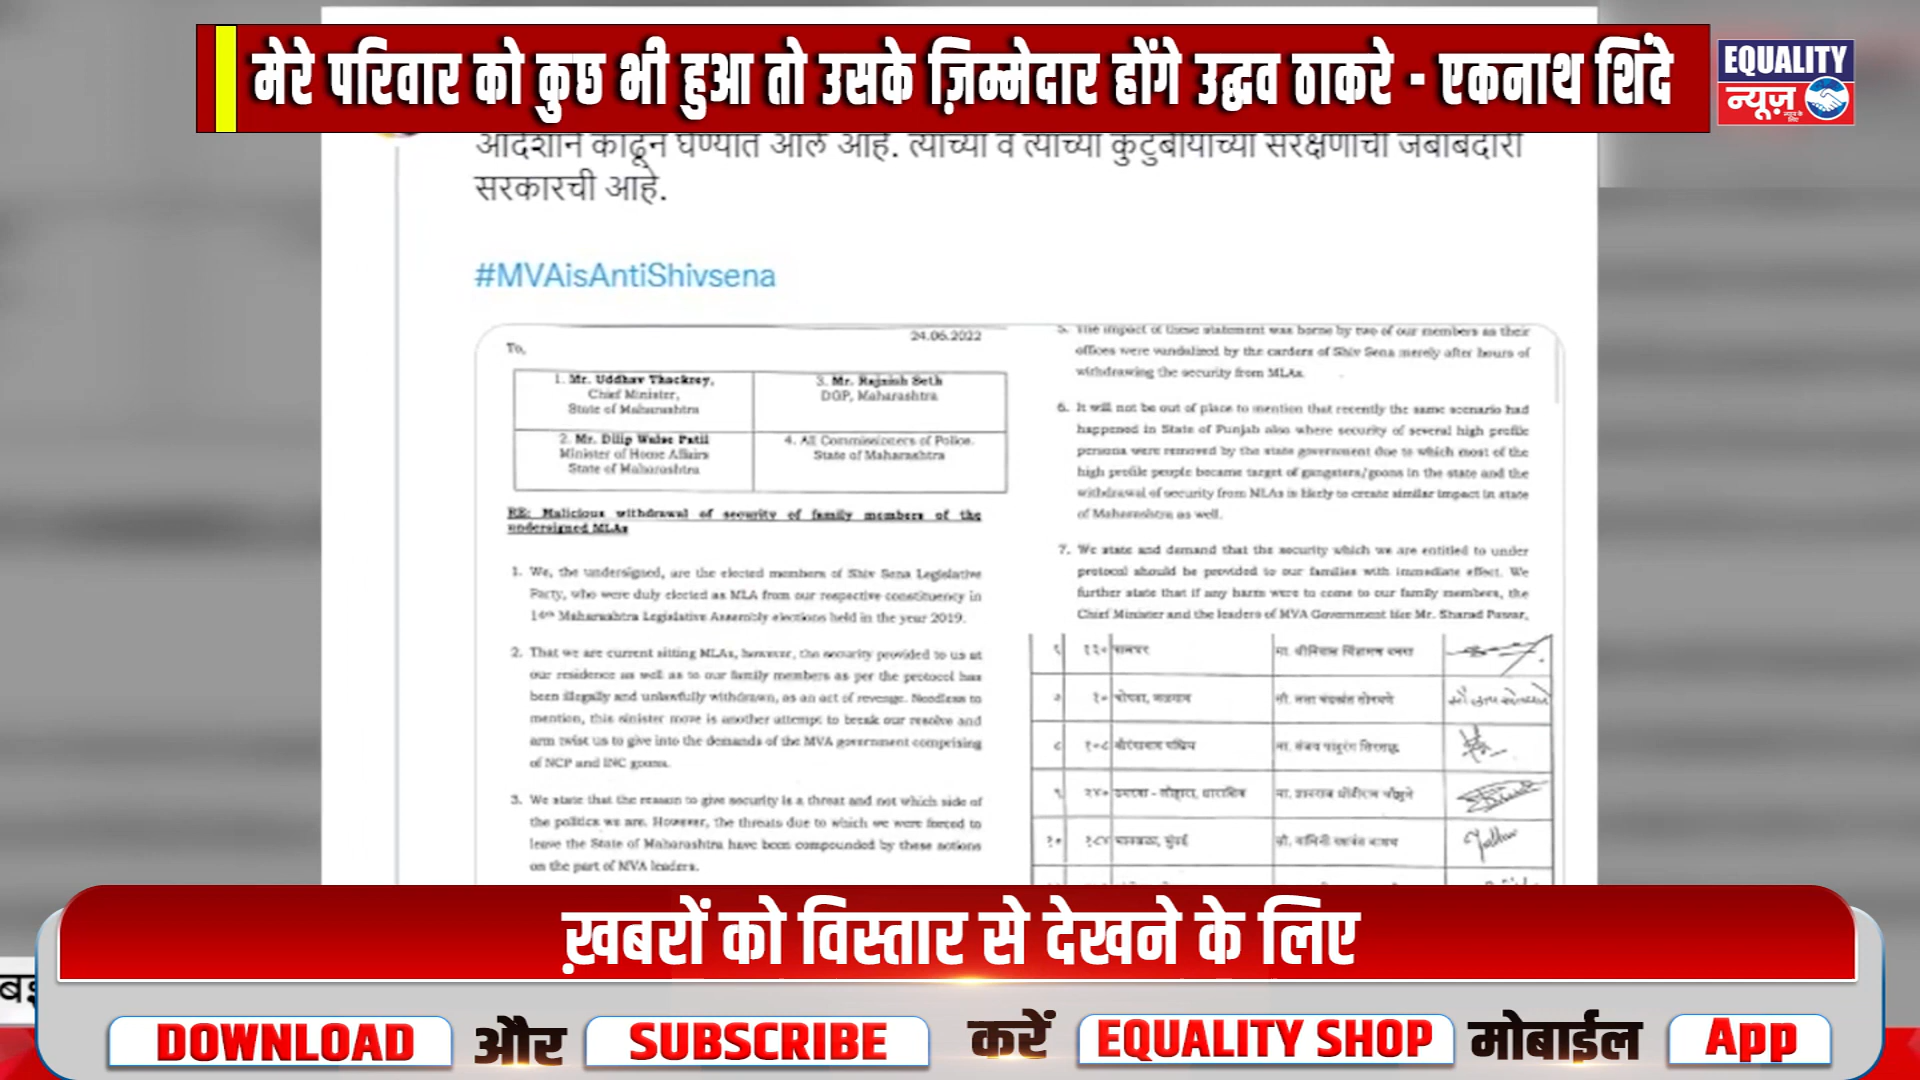 मेरे परिवार को कुछ भी हुआ तो उसके ज़िम्मेदार होंगे उद्धव ठाकरे - एकनाथ शिंदे
EQUALITY
न्यूज़
आदेशाने काढून घेण्यात आले आहे. त्यांच्या व त्यांच्या कुटुंबीयांच्या संरक्षणाची जबाबदारी
सरकारची आहे.
#MVAisAntiShivsena
24.06.2022
To,
1. Mr. Uddhav Thackrey,
Chief Minister,
State of Maharashtra
3. Mr. Rajnish Seth
DGP, Maharashtra
2. Mr. Dilip Walse Patil
Minister of Home Affairs
State of Maharashtra
4. All Commissioners of Police.
State of Maharashtra
RE: Malicious withdrawal of security of family members of the
undersigned MLAs
1. We, the undersigned, are the elected members of Shiv Sena Legislative
Party, who were duly elected as MLA from our respective constituency in
14th Maharashtra Legislative Assembly elections held in the year 2019.
2. That we are current sitting MLAs, however, the security provided to us at
our residence as well as to our family members as per the protocol has
been illegally and unlawfully withdrawn, as an act of revenge. Needless to
mention, this sinister move is another attempt to break our resolve and
arm twist us to give into the demands of the MVA government comprising
of NCP and INC goons.
3. We state that the reason to give security is a threat and not which side of
the politics we are. However, the threats due to which we were forced to
leave the State of Maharashtra have been compounded by these actions
on the part of MVA leaders.
5. The impact of these statement was borne by two of our members as their
offices were vandalized by the carders of Shiv Sena merely after hours of
withdrawing the security from MLAs.
6. It will not be out of place to mention that recently the same scenario had
happened in State of Punjab also where security of several high profile
persons were removed by the state government due to which most of the
high profile people became target of gangsters/goons in the state and the
withdrawal of security from MLAs is likely to create similar impact in state
of Maharashtra as well.
7. We state and demand that the security which we are entitled to under
protocol should be provided to our families with immediate effect. We
further state that if any harm were to come to our family members, the
Chief Minister and the leaders of MVA Government like Mr. Sharad Pawar,
ख़बरों को विस्तार से देखने के लिए
DOWNLOAD और SUBSCRIBE करें EQUALITY SHOP मोबाईल App